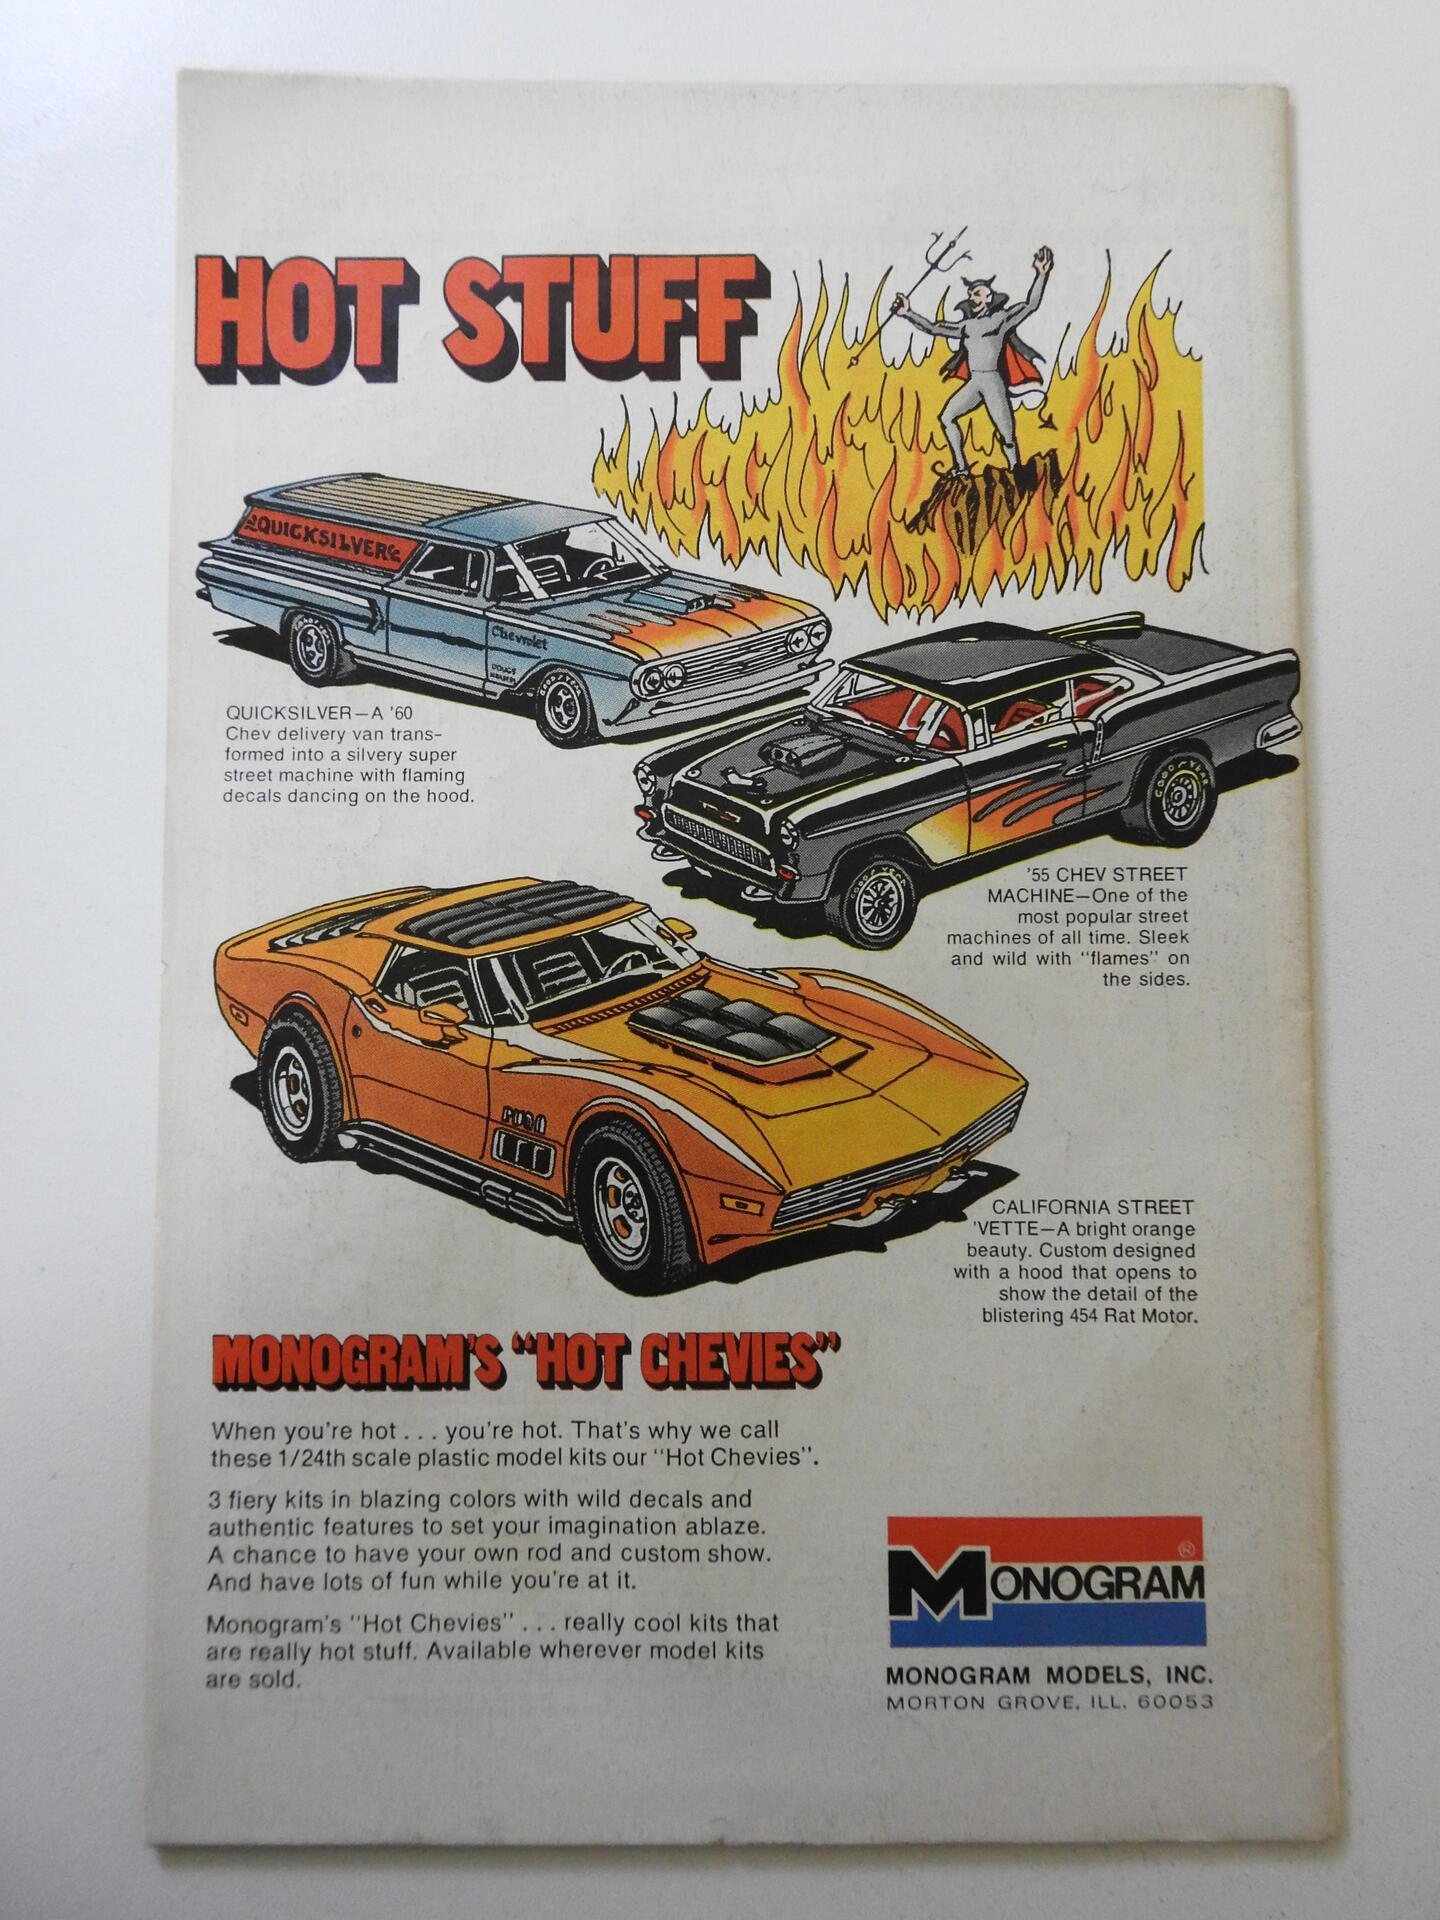 HOT STUFF
QUICKSILVER
Chevrolet
QUICKSILVER—A '60
Chev delivery van trans-
formed into a silvery super
street machine with flaming
decals dancing on the hood.
GOOD YEAR
GOOD YEAR
'55 CHEV STREET
MACHINE—One of the
most popular street
machines of all time. Sleek
and wild with "flames" on
the sides.
CALIFORNIA STREET
'VETTE—A bright orange
beauty. Custom designed
with a hood that opens to
show the detail of the
blistering 454 Rat Motor.
MONOGRAM'S "HOT CHEVIES"
When you're hot . . . you're hot. That's why we call
these 1/24th scale plastic model kits our "Hot Chevies".
3 fiery kits in blazing colors with wild decals and
authentic features to set your imagination ablaze.
A chance to have your own rod and custom show.
And have lots of fun while you're at it.
Monogram's "Hot Chevies" . . . really cool kits that
are really hot stuff. Available wherever model kits
are sold.
MONOGRAM ®
MONOGRAM MODELS, INC.
MORTON GROVE, ILL. 60053